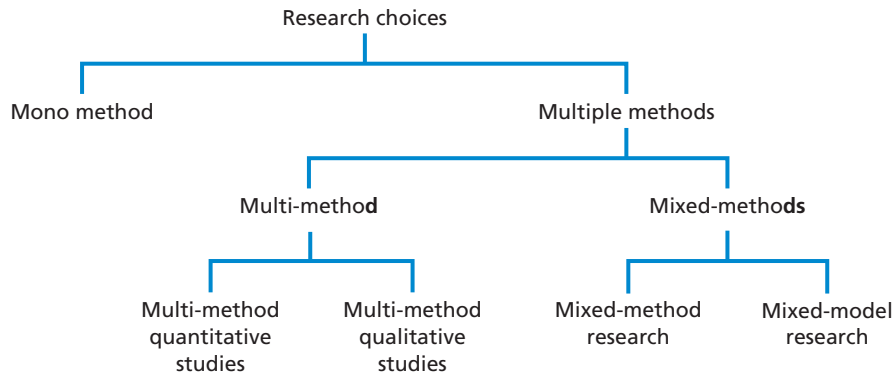 Research choices
Mono method
Multiple methods
Multi-method
Mixed-methods
Multi-method
quantitative
studies
Multi-method
qualitative
studies
Mixed-method
research
Mixed-model
research